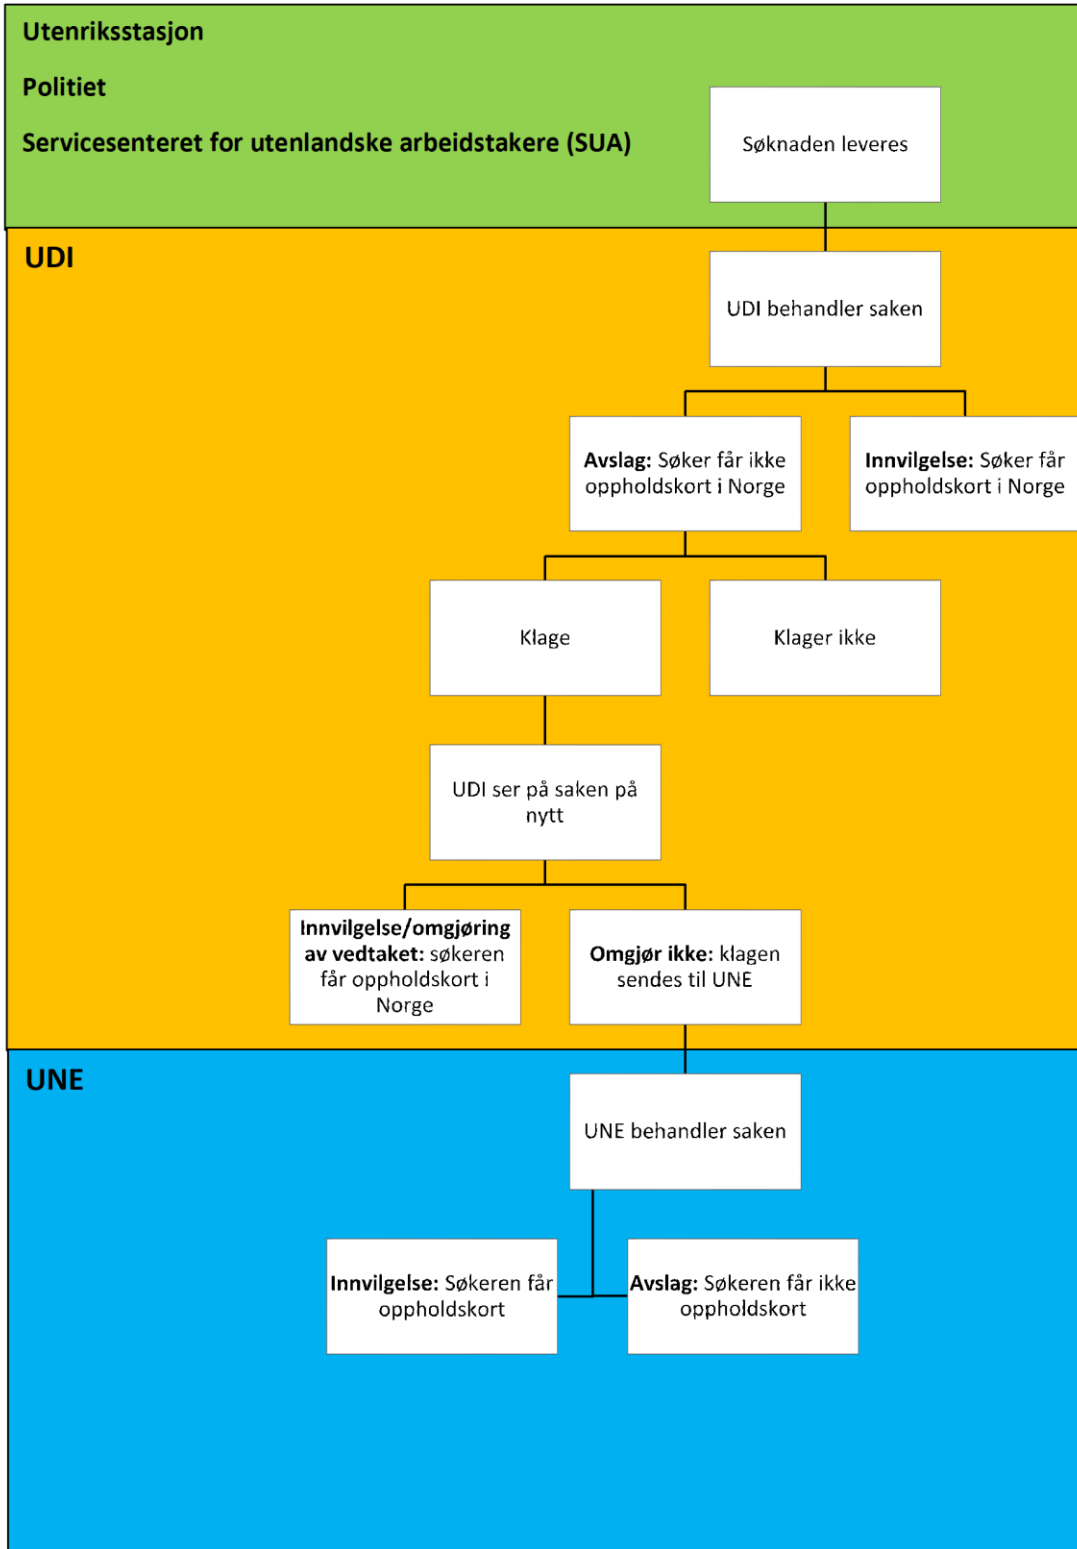 Utenriksstasjon
Politiet
Servicesenteret for utenlandske arbeidstakere (SUA)
Søknaden leveres
UDI
UDI behandler saken
Avslag: Søker får ikke
oppholdskort i Norge
Innvilgelse: Søker får
oppholdskort i Norge
Klage
Klager ikke
UDI ser på saken på
nytt
Innvilgelse/omgjøring
av vedtaket: søkeren
får oppholdskort i
Norge
Omgjør ikke: klagen
sendes til UNE
UNE
UNE behandler saken
Innvilgelse: Søkeren får
oppholdskort
Avslag: Søkeren får ikke
oppholdskort